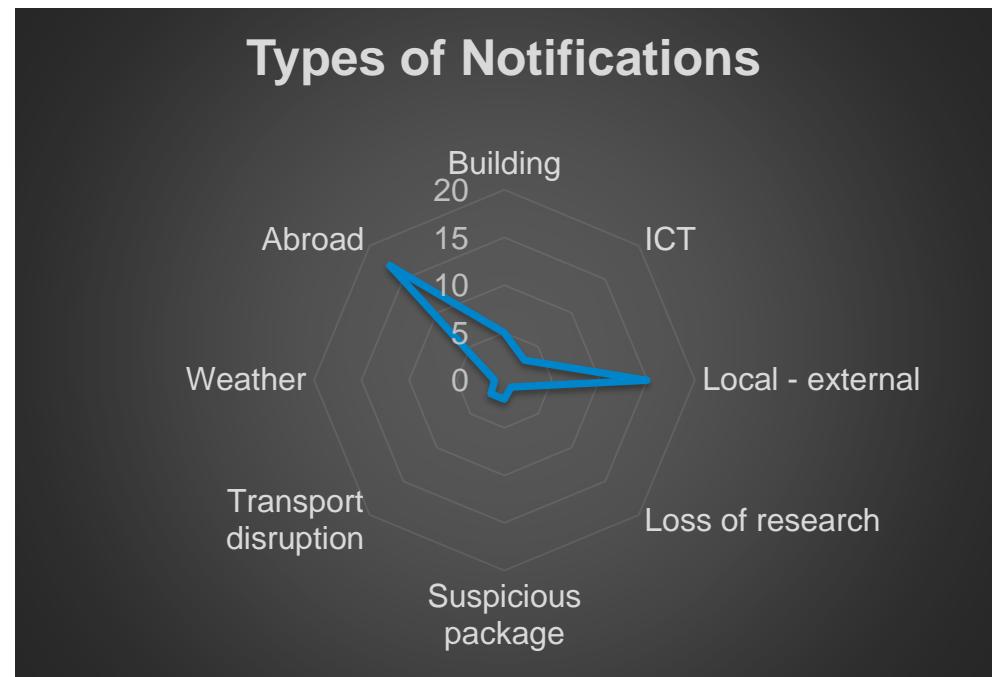 Types of Notifications
Building
20
15
10
5
0
ICT
Local - external
Loss of research
Suspicious
package
Transport
disruption
Weather
Abroad